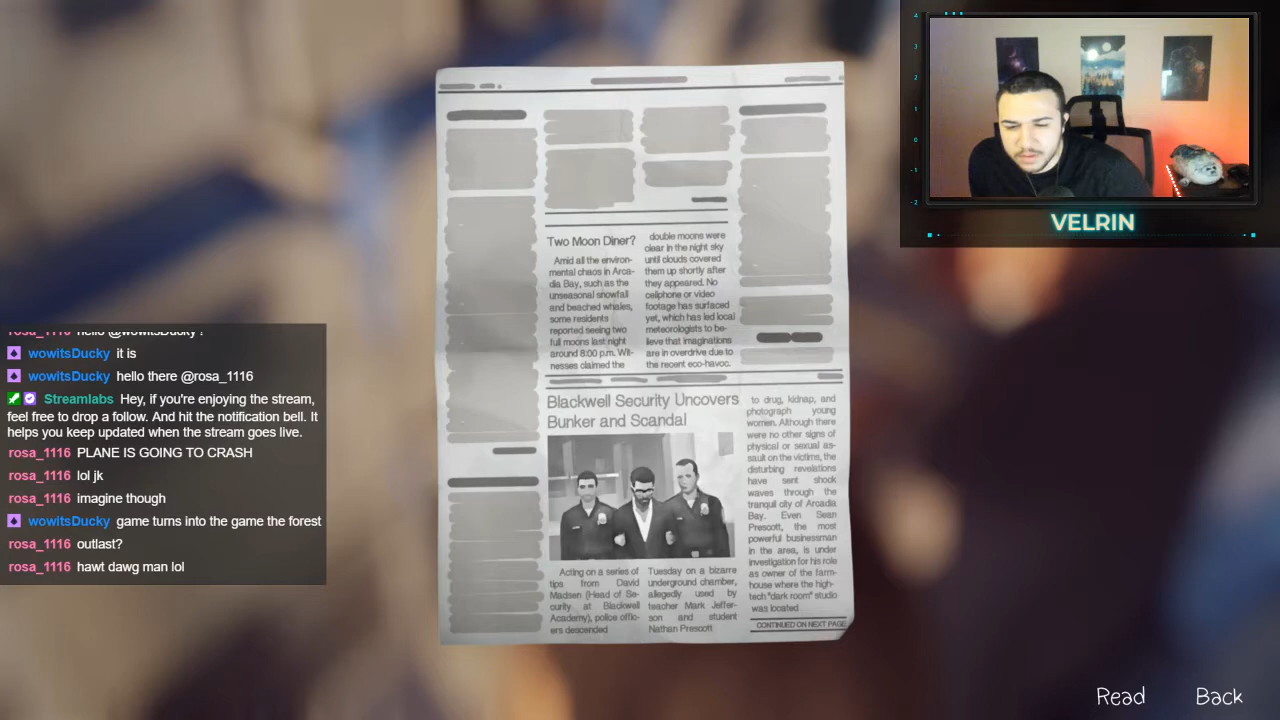 4
3
2
1
0
-1
-2
VELRIN
Two Moon Diner?
Amid all the environ-
mental chaos in Arca-
dia Bay, such as the
unseasonal snowfall
and beached whales,
some residents
reported seeing two
full moons last night
around 8:00 p.m. Wit-
nesses claimed the
double moons were
clear in the night sky
until clouds covered
them up shortly after
they appeared. No
cellphone or video
footage has surfaced
yet, which has led local
meteorologists to be-
lieve that imaginations
are in overdrive due to
the recent eco-havoc.
Blackwell Security Uncovers
Bunker and Scandal
Acting on a series of
tips from David
Madsen (Head of Se-
curity at Blackwell
Academy), police offic-
ers descended
Tuesday on a bizarre
underground chamber,
allegedly used by
teacher Mark Jeffer-
son and student
Nathan Prescott
to drug, kidnap, and
photograph young
women. Although there
were no other signs of
physical or sexual as-
sault on the victims, the
disturbing revelations
have sent shock
waves through the
tranquil city of Arcadia
Bay. Even Sean
Prescott, the most
powerful businessman
in the area, is under
investigation for his role
as owner of the farm-
house where the high-
tech "dark room" studio
was located
CONTINUED ON NEXT PAGE
rosa_1116 hello @wowitsDucky !
wowitsDucky it is
wowitsDucky hello there @rosa_1116
Streamlabs Hey, if you're enjoying the stream,
feel free to drop a follow. And hit the notification bell. It
helps you keep updated when the stream goes live.
rosa_1116 PLANE IS GOING TO CRASH
rosa_1116 lol jk
rosa_1116 imagine though
wowitsDucky game turns into the game the forest
rosa_1116 outlast?
rosa_1116 hawt dawg man lol
Read Back